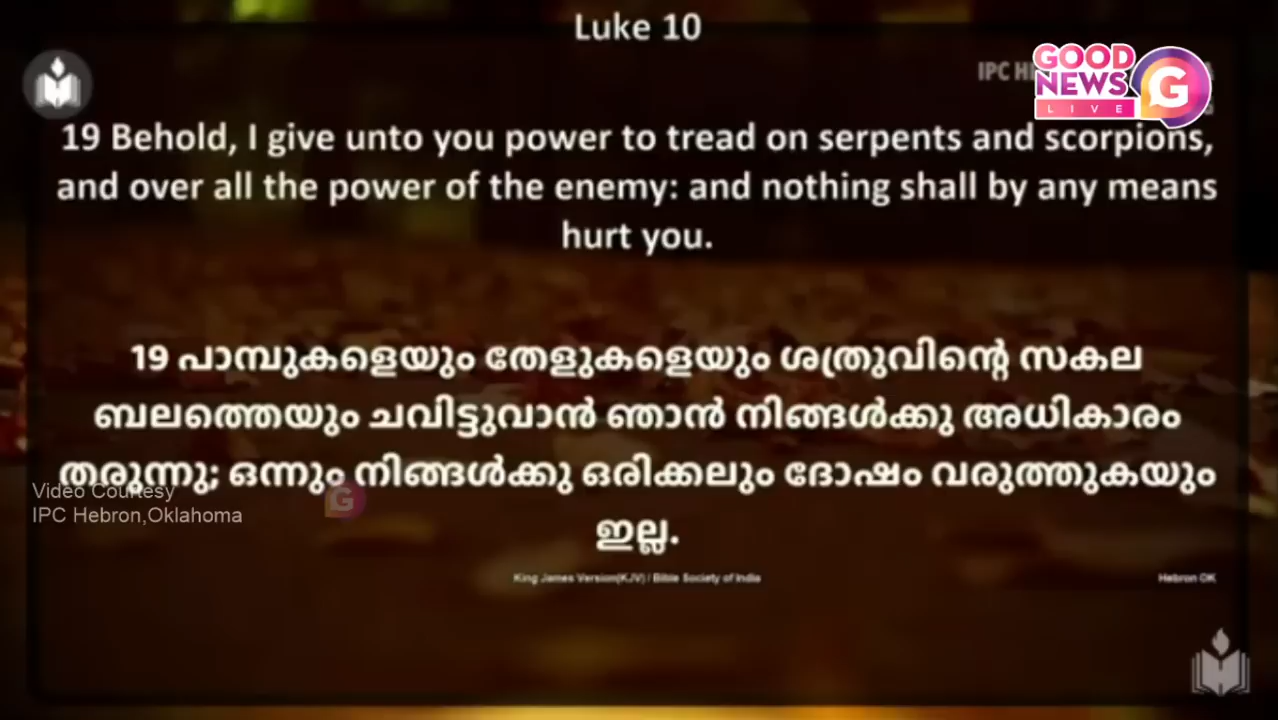 Luke 10
IPC
GOOD
NEWS
LIVE
G
19 Behold, I give unto you power to tread on serpents and scorpions,
and over all the power of the enemy: and nothing shall by any means
hurt you.
19 പാമ്പുകളെയും തേളുകളെയും ശത്രുവിന്റെ സകല
ബലത്തെയും ചവിട്ടുവാൻ ഞാൻ നിങ്ങൾക്കു അധികാരം
തരുന്നു; ഒന്നും നിങ്ങൾക്കു ഒരിക്കലും ദോഷം വരുത്തുകയും
ഇല്ല.
Video Courtesy
IPC Hebron,Oklahoma
G
King James Version(KJV) / Bible Society of India
Hebron OK